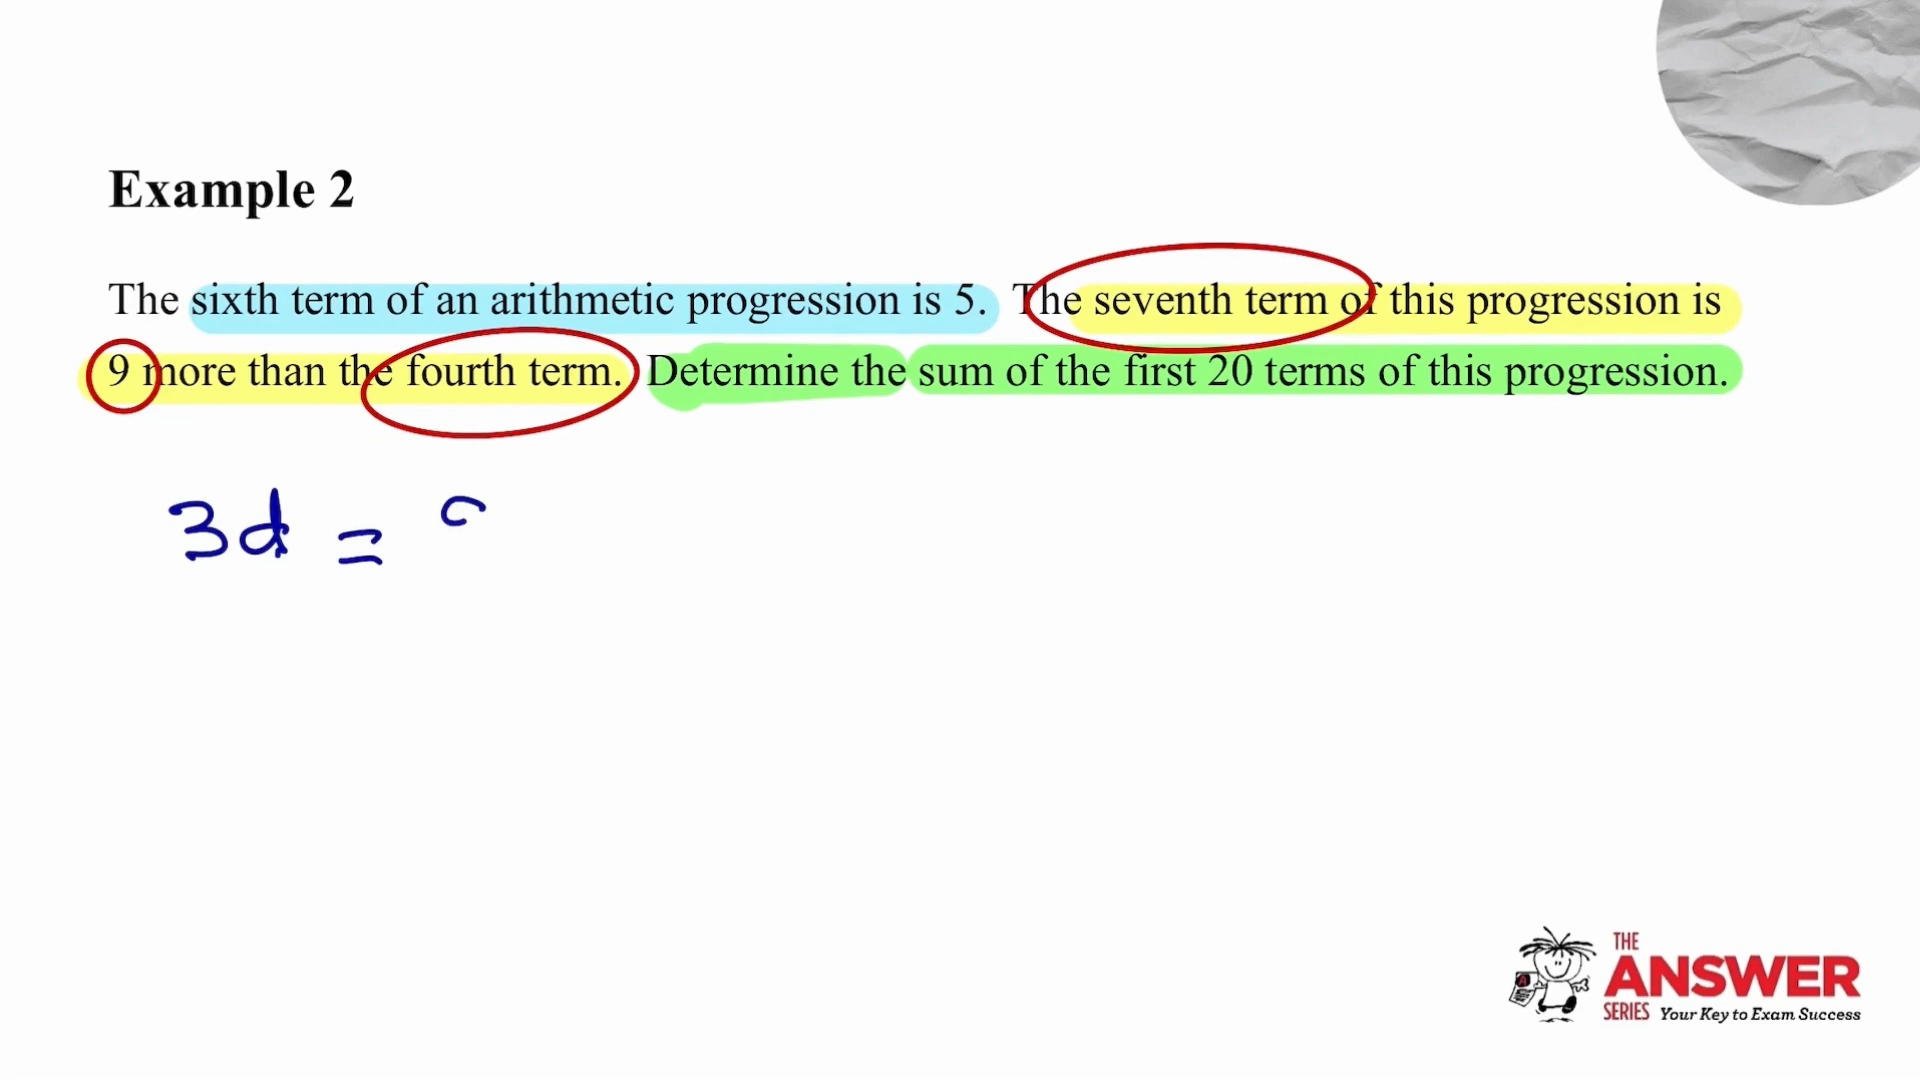 Example 2
The sixth term of an arithmetic progression is 5. The seventh term of this progression is
9 more than the fourth term. Determine the sum of the first 20 terms of this progression.
3d =
THE
ANSWER
SERIES Your Key to Exam Success